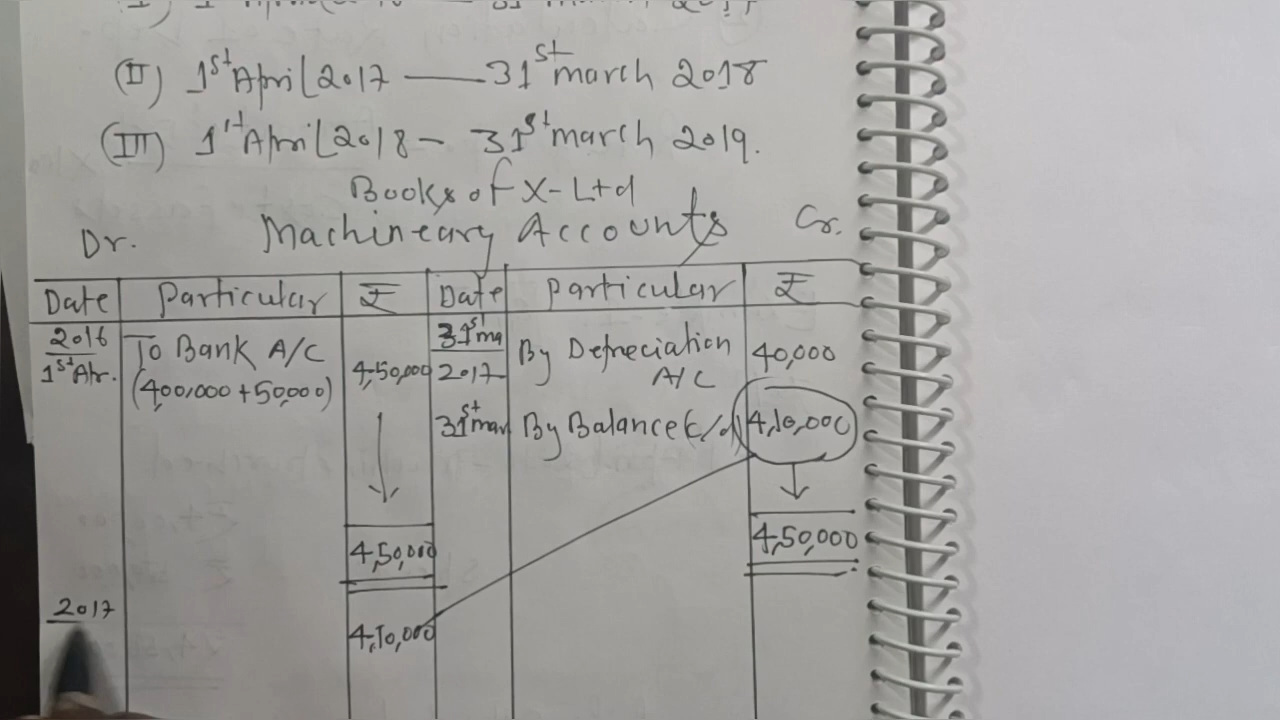 (II) 1st April 2017 — 31st march 2018
(III) 1st April 2018 - 31st march 2019.
Books of X-Ltd
Dr. Machineary Accounts Cr.
Date Particular ₹ Date Particular ₹
2016 31st ma
1st Apr. To Bank A/C 4,50,000 2017 By Depreciation 40,000
(400,000 + 50,000) A/C
31st mar By Balance (c/d) 4,10,000
4,50,000 4,50,000
2017
4,10,000